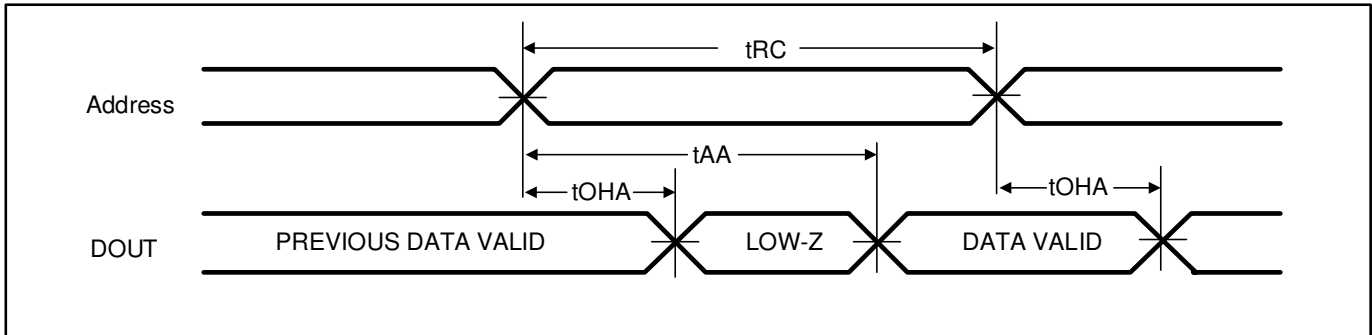 tRC
Address
tAA
tOHA
tOHA
DOUT
PREVIOUS DATA VALID
LOW-Z
DATA VALID